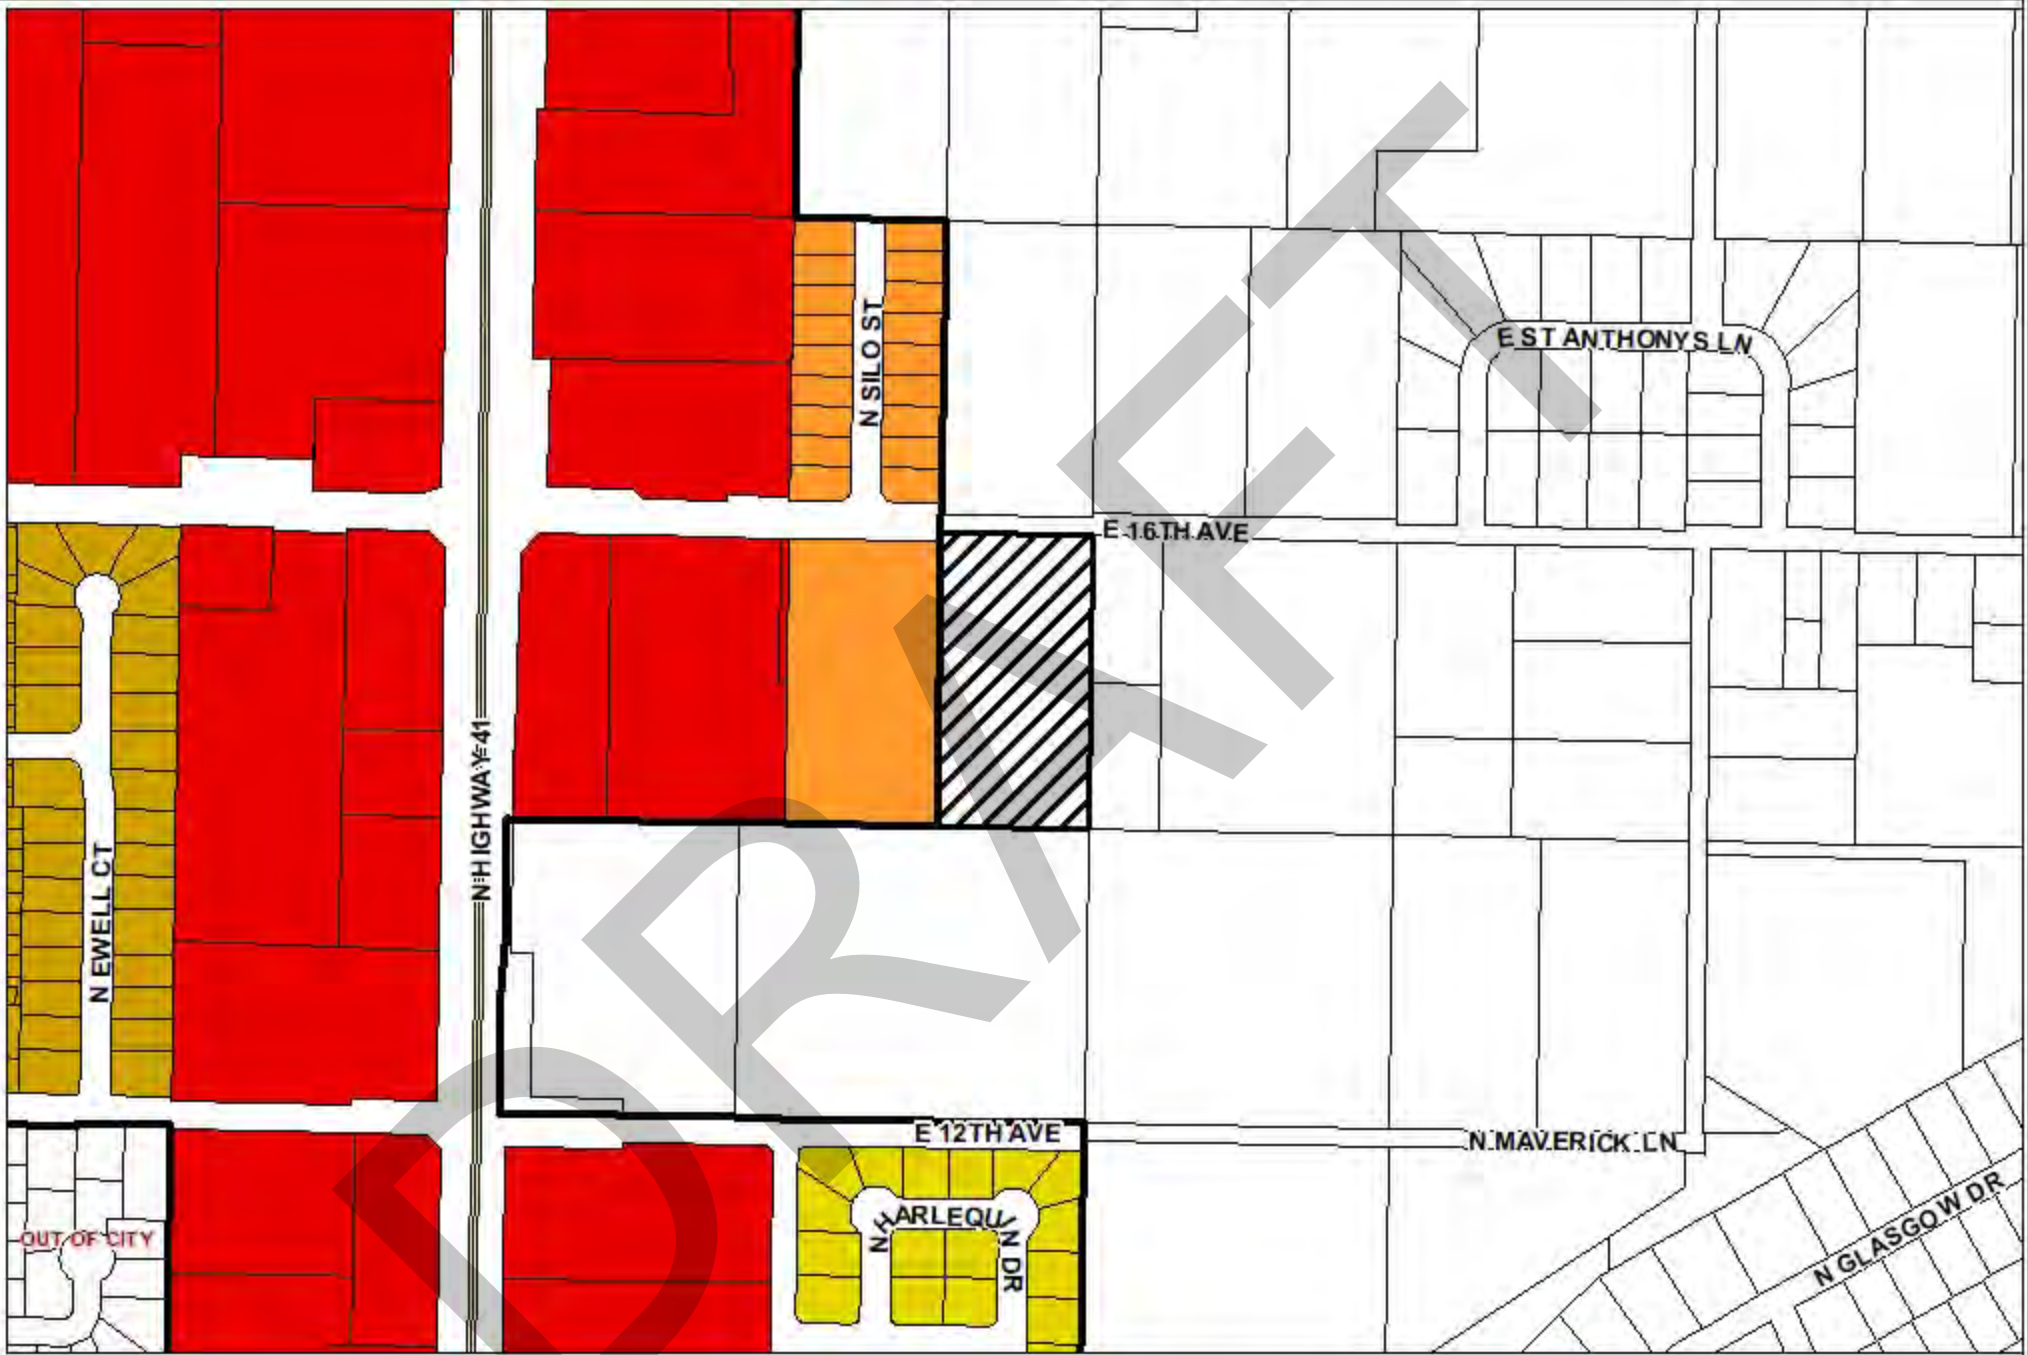 N SILO ST
E ST ANTHONYS LN
E 16TH AVE
N HIGHWAY 41
N EWELL CT
E 12TH AVE
N MAVERICK LN
OUT OF CITY
N HARLEQUIN DR
N GLASGOW DR
DRAFT